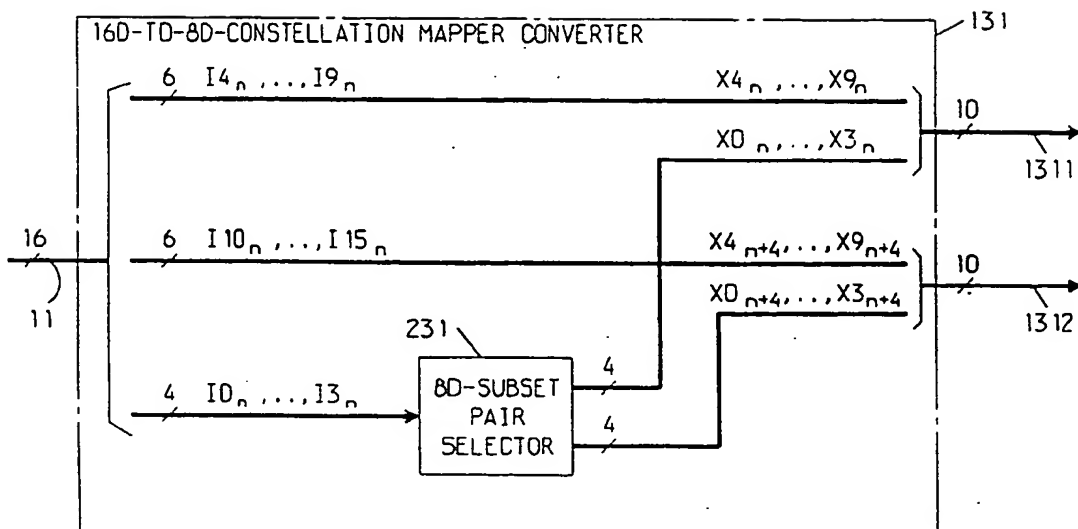 16D-TO-8D-CONSTELLATION MAPPER CONVERTER
131
6 I4n ,..,I9n X4n ,..,X9n
10
X0n ,..,X3n
1311
16
6 I10n ,..,I15n X4n+4,..,X9n+4
10
X0n+4,..,X3n+4
11
1312
231
4 I0n ,..,I3n
8D-SUBSET
PAIR
SELECTOR
4
4